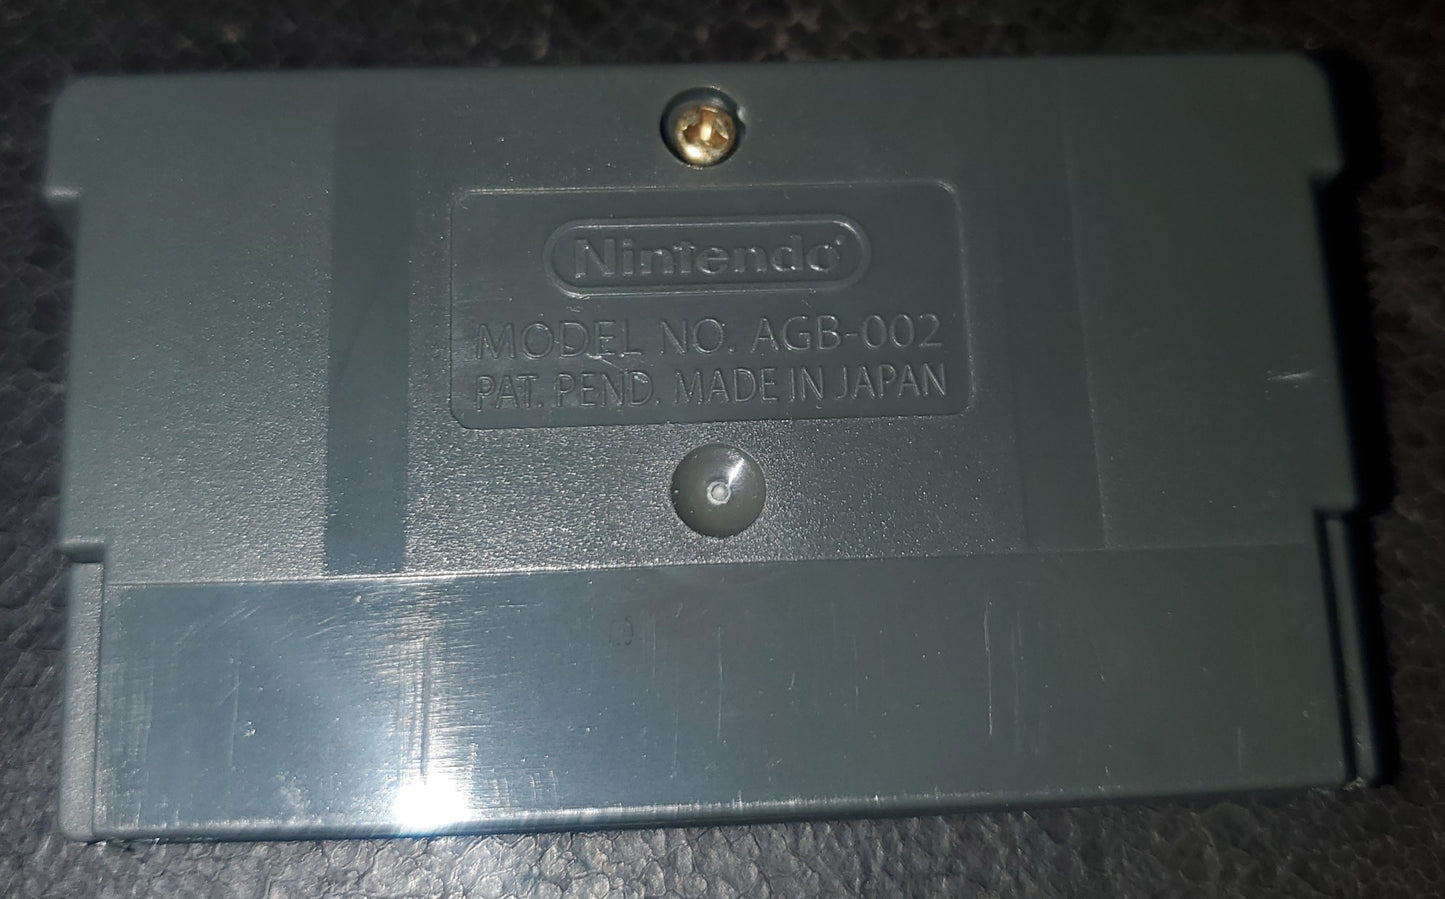 Nintendo
MODEL NO. AGB-002
PAT. PEND. MADE IN JAPAN